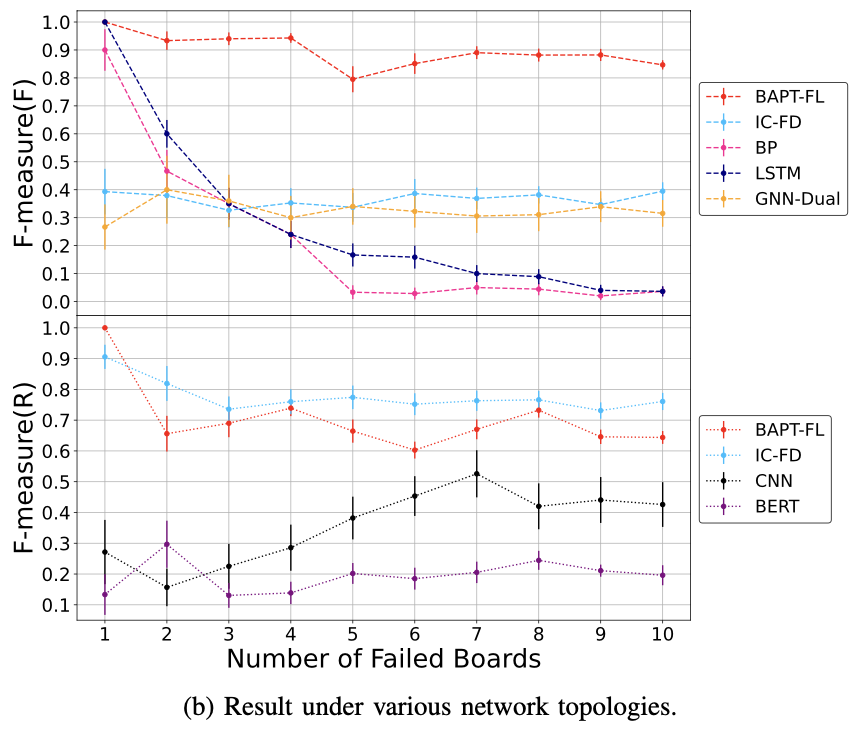 F-measure(F)
1.0
0.9
0.8
0.7
0.6
0.5
0.4
0.3
0.2
0.1
0.0
BAPT-FL
IC-FD
BP
LSTM
GNN-Dual
F-measure(R)
1.0
0.9
0.8
0.7
0.6
0.5
0.4
0.3
0.2
0.1
BAPT-FL
IC-FD
CNN
BERT
1 2 3 4 5 6 7 8 9 10
Number of Failed Boards
(b) Result under various network topologies.